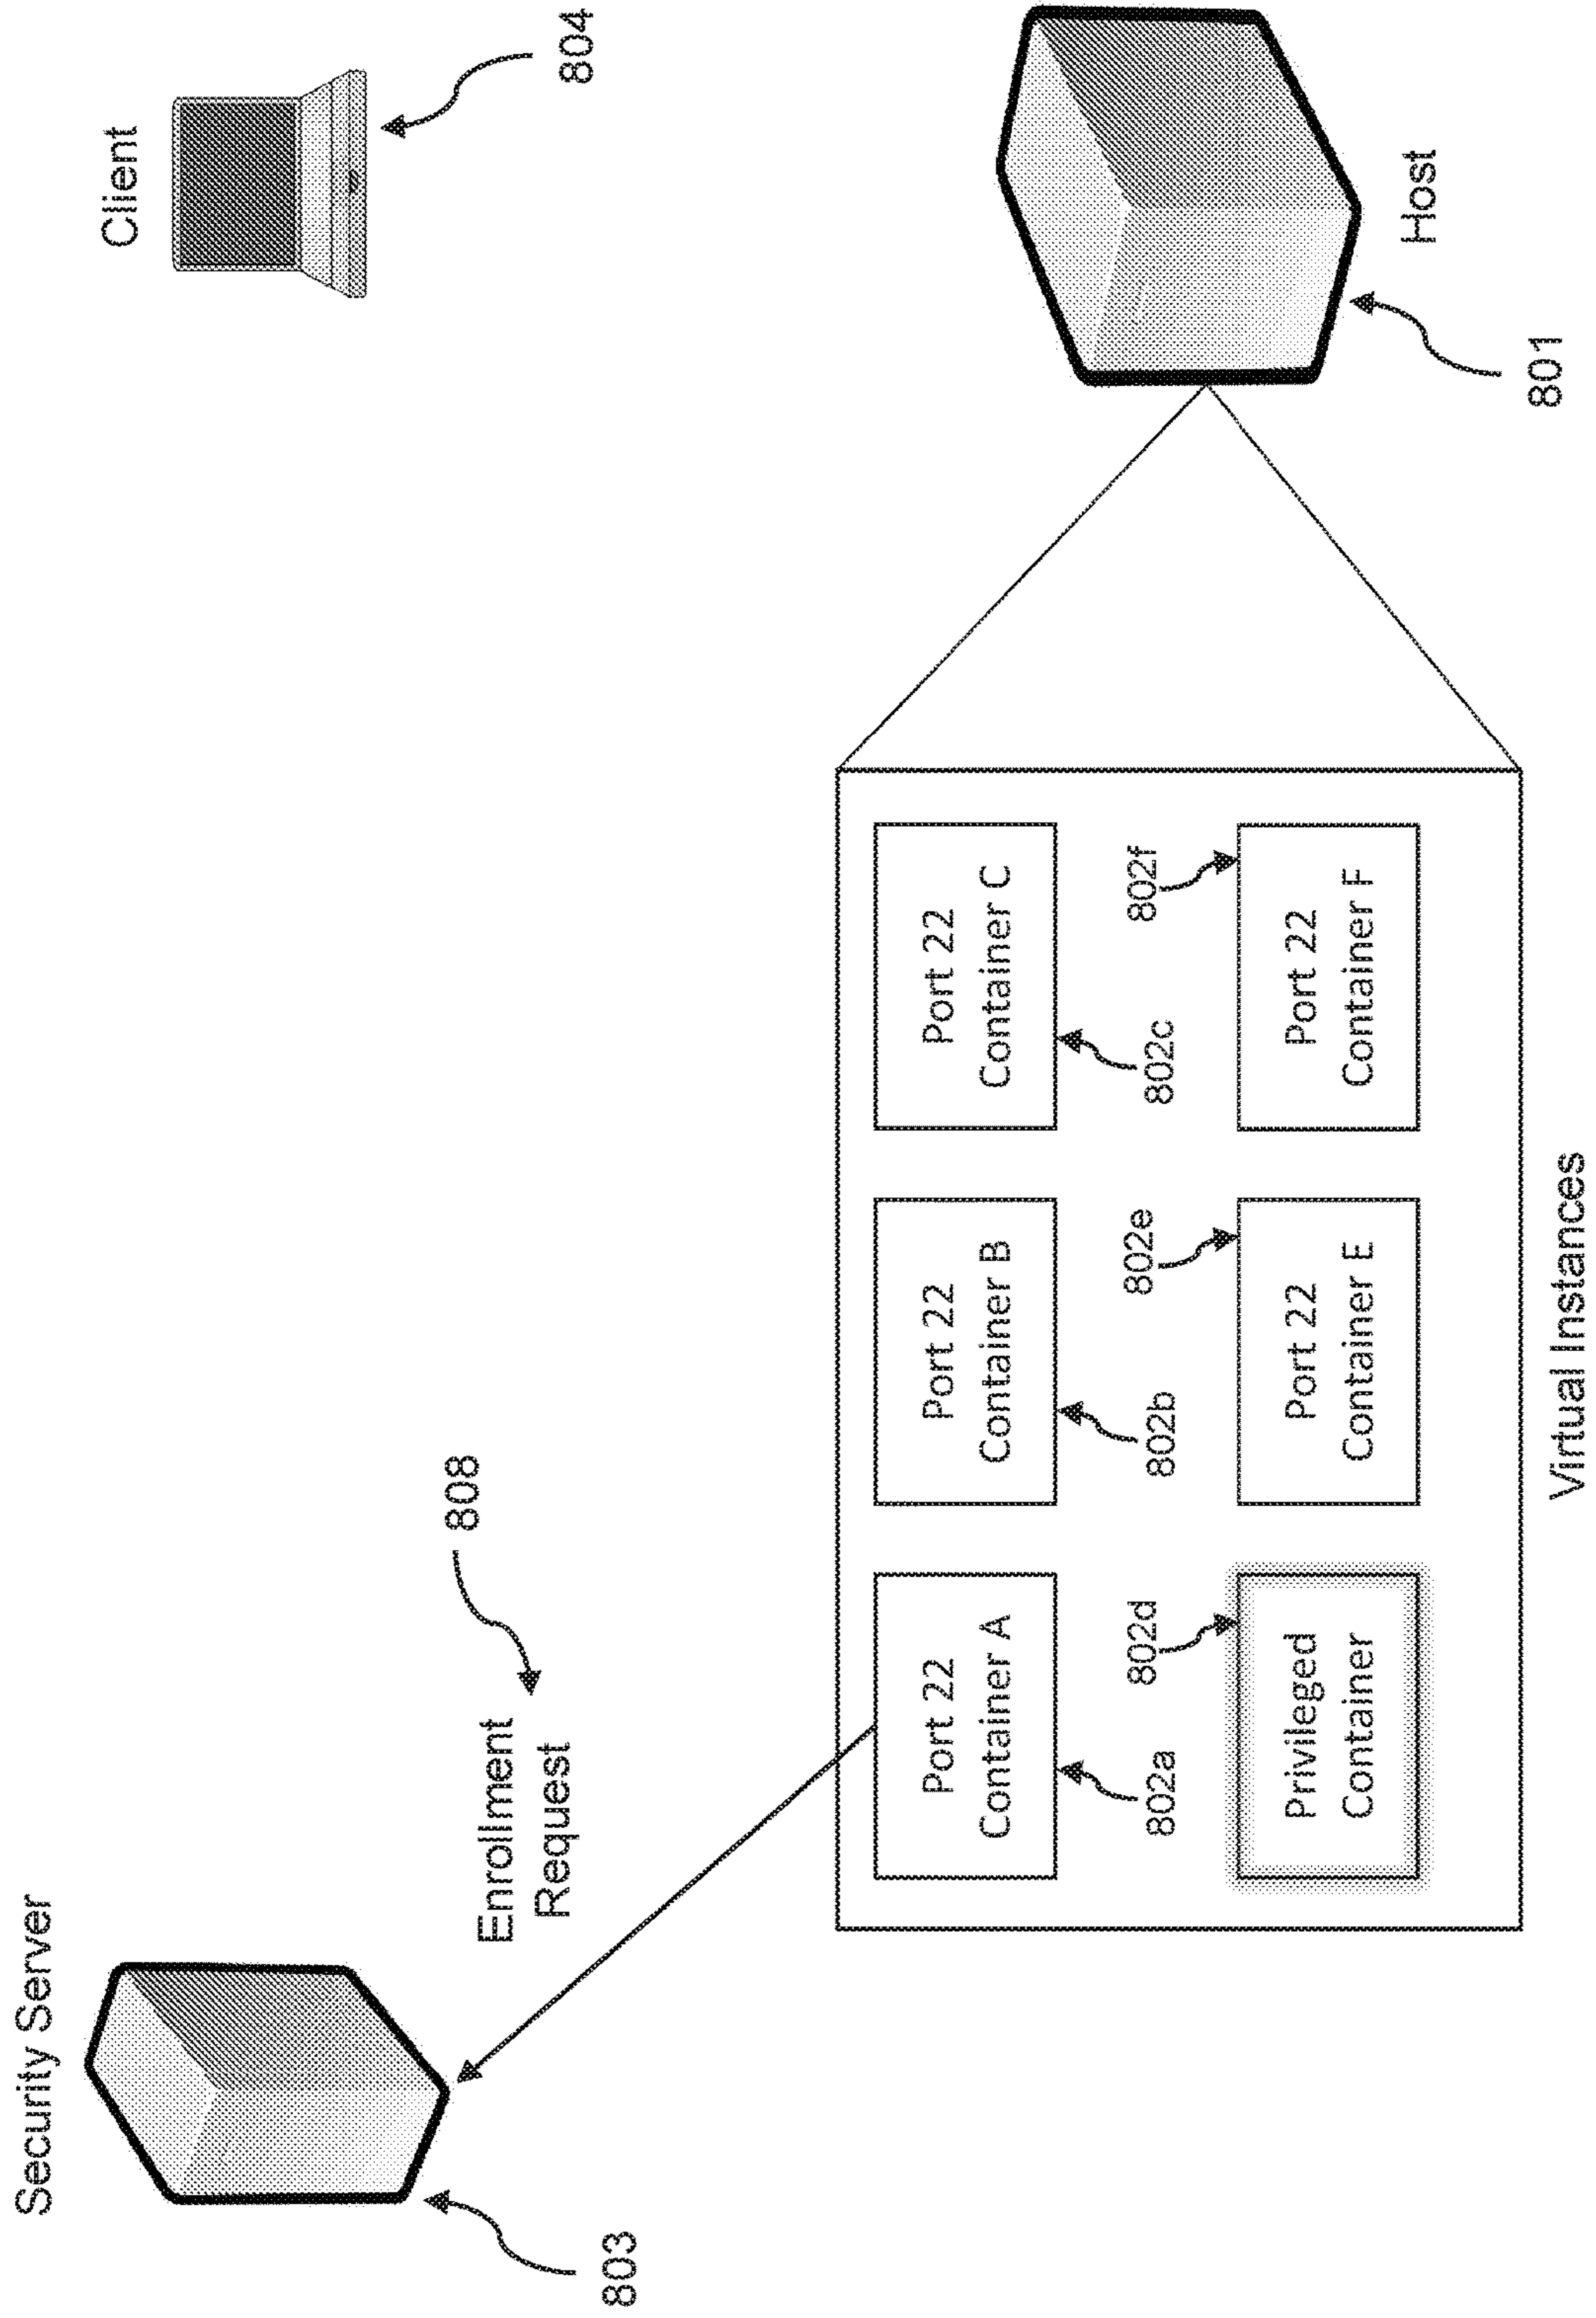 Security Server
803
Enrollment
Request
808
Client
804
Port 22
Container A
802a
Port 22
Container B
802b
Port 22
Container C
802c
802d
Privileged
Container
802e
Port 22
Container E
802f
Port 22
Container F
Virtual Instances
Host
801